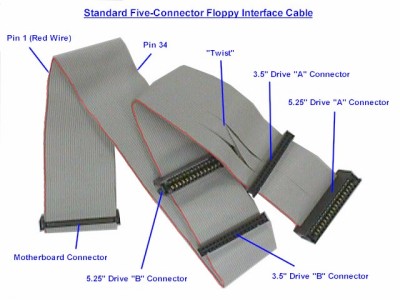 Standard Five-Connector Floppy Interface Cable
Pin 1 (Red Wire)
Pin 34
"Twist"
3.5" Drive "A" Connector
5.25" Drive "A" Connector
Motherboard Connector
5.25" Drive "B" Connector
3.5" Drive "B" Connector